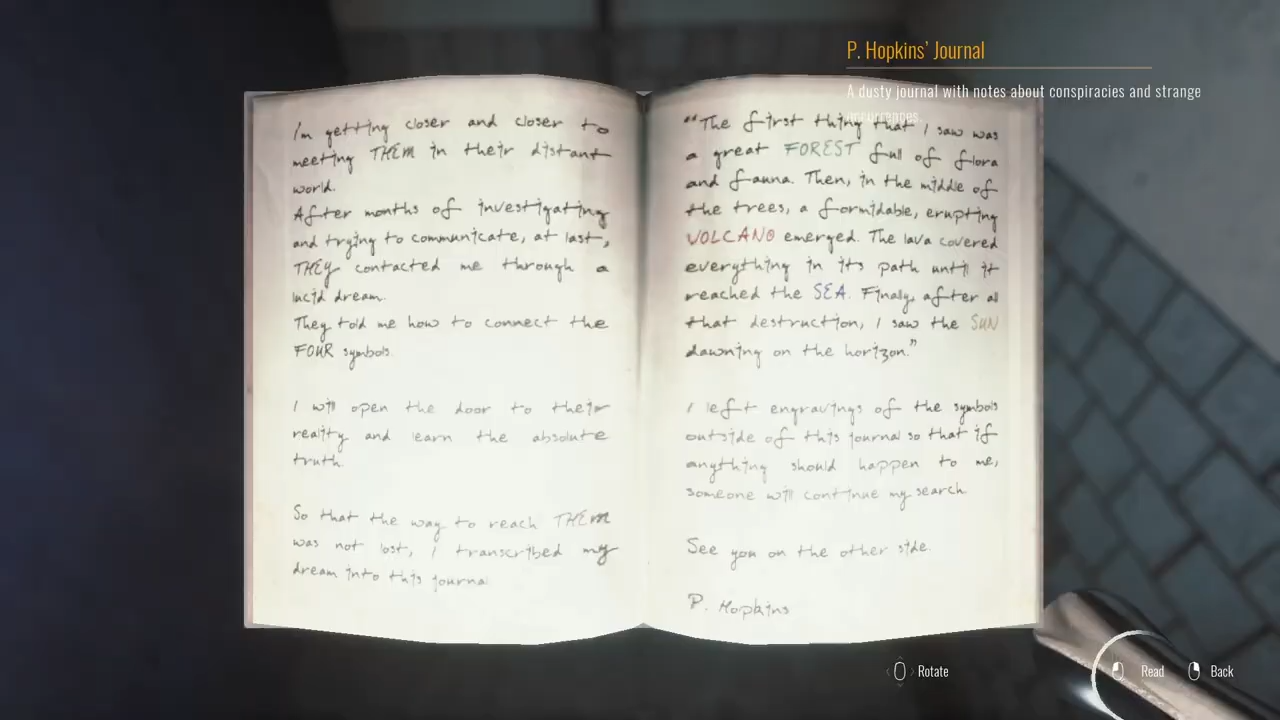 P. Hopkins' Journal
A dusty journal with notes about conspiracies and strange
incurrences.
I'm getting closer and closer to
meeting THEM in their distant
world.
After months of investigating
and trying to communicate, at last,
THEY contacted me through a
lucid dream.
They told me how to connect the
FOUR symbols.
I will open the door to their
reality and learn the absolute
truth.
So that the way to reach THEM
was not lost, I transcribed my
dream into this journal
"The first thing that I saw was
a great FOREST full of flora
and fauna. Then, in the middle of
the trees, a formidable, erupting
VOLCANO emerged. The lava covered
everything in its path until it
reached the SEA. Finally, after all
that destruction, I saw the SUN
dawning on the horizon."
I left engravings of the symbols
outside of this journal so that if
anything should happen to me,
someone will continue my search.
See you on the other side.
P. Hopkins
Rotate
Read
Back